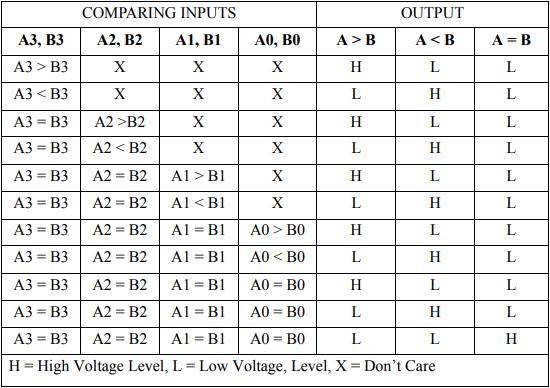 COMPARING INPUTS OUTPUT
A3, B3 A2, B2 A1, B1 A0, B0 A > B A < B A = B
A3 > B3 X X X H L L
A3 < B3 X X X L H L
A3 = B3 A2 >B2 X X H L L
A3 = B3 A2 < B2 X X L H L
A3 = B3 A2 = B2 A1 > B1 X H L L
A3 = B3 A2 = B2 A1 < B1 X L H L
A3 = B3 A2 = B2 A1 = B1 A0 > B0 H L L
A3 = B3 A2 = B2 A1 = B1 A0 < B0 L H L
A3 = B3 A2 = B2 A1 = B1 A0 = B0 H L L
A3 = B3 A2 = B2 A1 = B1 A0 = B0 L H L
A3 = B3 A2 = B2 A1 = B1 A0 = B0 L L H
H = High Voltage Level, L = Low Voltage, Level, X = Don’t Care